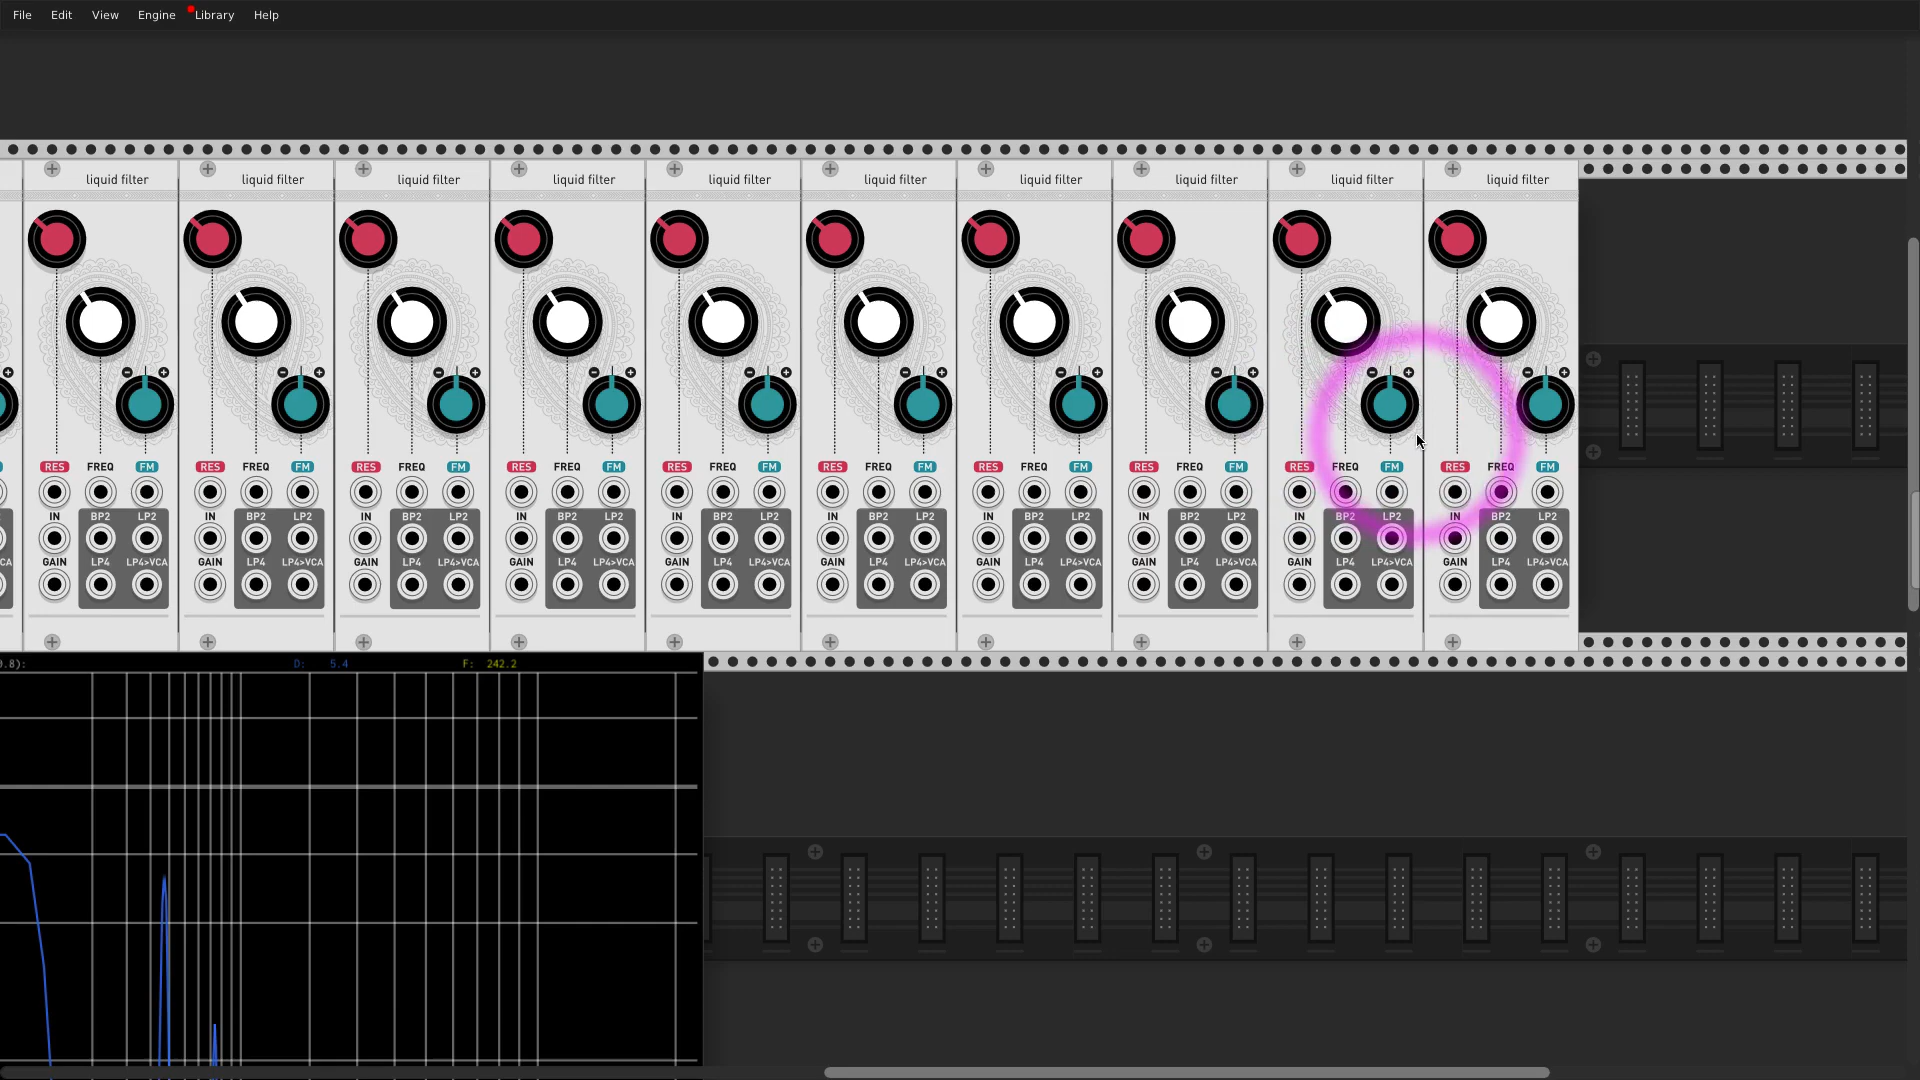 File Edit View Engine Library Help
liquid filter liquid filter liquid filter liquid filter liquid filter liquid filter liquid filter liquid filter liquid filter liquid filter
RES FREQ FM RES FREQ FM RES FREQ FM RES FREQ FM RES FREQ FM RES FREQ FM RES FREQ FM RES FREQ FM RES FREQ FM RES FREQ FM
IN BP2 LP2 IN BP2 LP2 IN BP2 LP2 IN BP2 LP2 IN BP2 LP2 IN BP2 LP2 IN BP2 LP2 IN BP2 LP2 IN BP2 LP2 IN BP2 LP2
CA GAIN LP4 LP4>VCA GAIN LP4 LP4>VCA GAIN LP4 LP4>VCA GAIN LP4 LP4>VCA GAIN LP4 LP4>VCA GAIN LP4 LP4>VCA GAIN LP4 LP4>VCA GAIN LP4 LP4>VCA GAIN LP4 LP4>VCA GAIN LP4 LP4>VCA
0.8): D: 5.4 F: 242.2